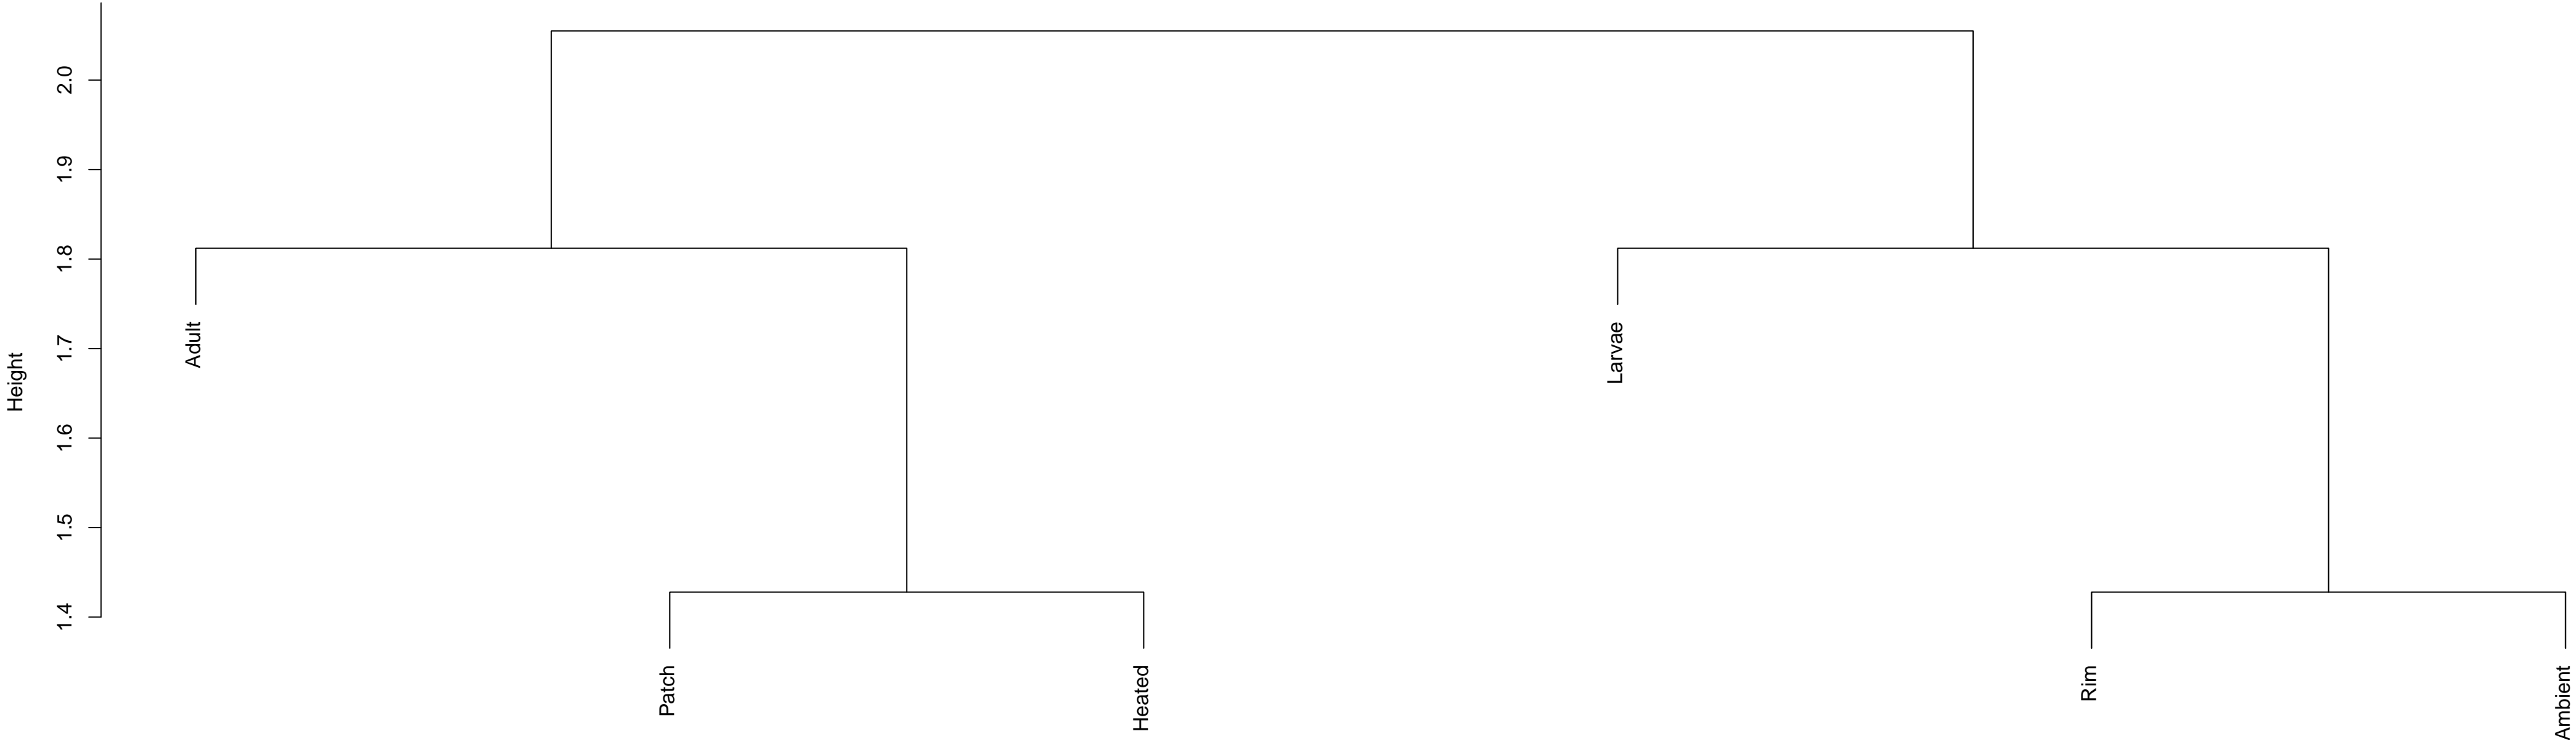 Height
2.0
1.9
1.8
1.7
1.6
1.5
1.4
Adult
Larvae
Patch
Heated
Rim
Ambient